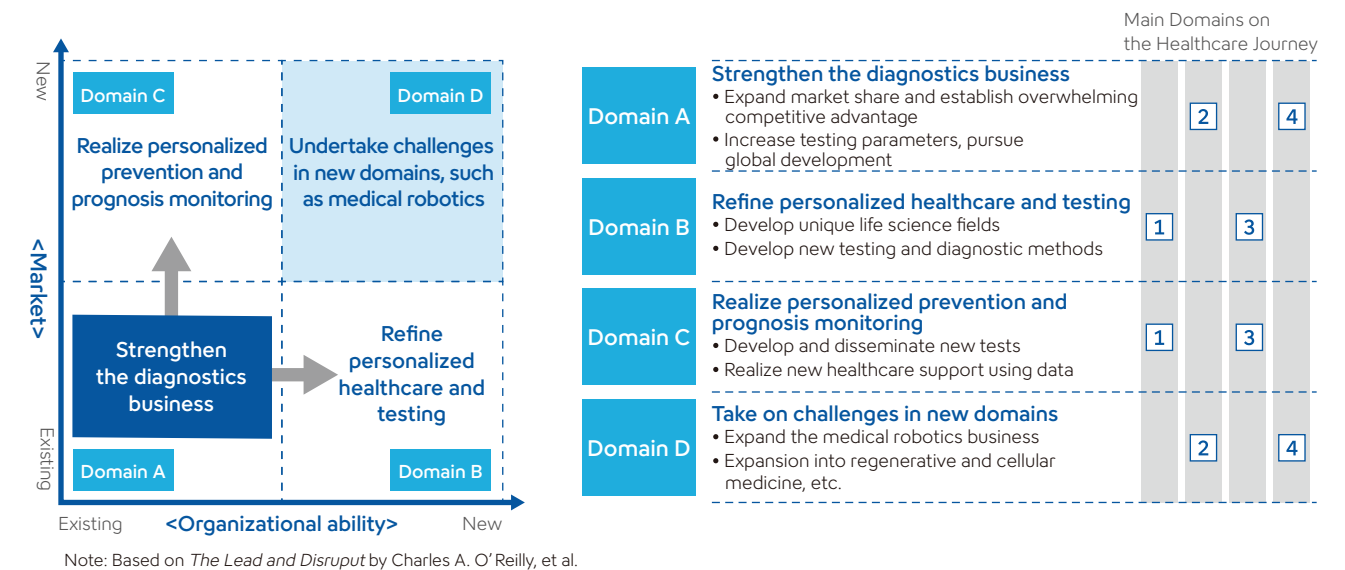 New
Domain C
Domain D
Realize personalized
prevention and
prognosis monitoring
Undertake challenges
in new domains, such
as medical robotics
<Market>
Strengthen
the diagnostics
business
Refine
personalized
healthcare and
testing
Existing
Domain A
Domain B
Existing
<Organizational ability>
New
Note: Based on The Lead and Disruput by Charles A. O’Reilly, et al.
Main Domains on
the Healthcare Journey
Domain A
Strengthen the diagnostics business
• Expand market share and establish overwhelming
competitive advantage
• Increase testing parameters, pursue
global development
2
4
Domain B
Refine personalized healthcare and testing
• Develop unique life science fields
• Develop new testing and diagnostic methods
1
3
Domain C
Realize personalized prevention and
prognosis monitoring
• Develop and disseminate new tests
• Realize new healthcare support using data
1
3
Domain D
Take on challenges in new domains
• Expand the medical robotics business
• Expansion into regenerative and cellular
medicine, etc.
2
4